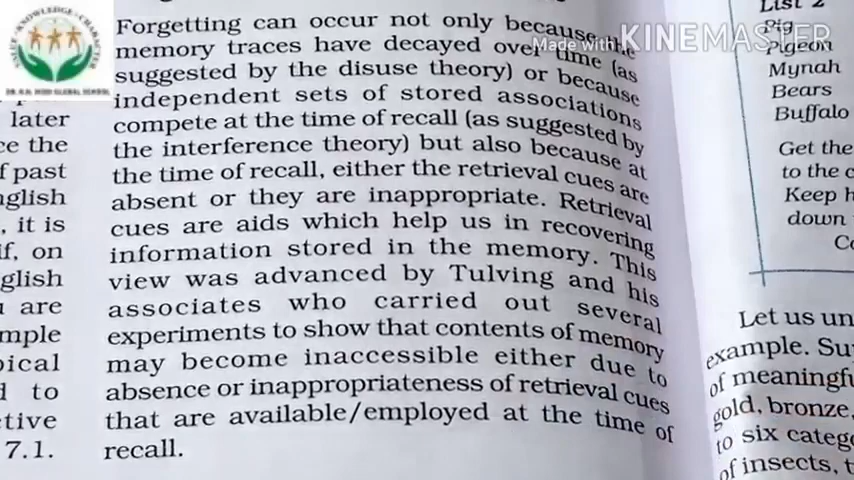 VALUE • KNOWLEDGE • CHARACTER
Made with KINEMASTER
Forgetting can occur not only because the
memory traces have decayed over time (as
suggested by the disuse theory) or because
independent sets of stored associations
compete at the time of recall (as suggested by
the interference theory) but also because at
the time of recall, either the retrieval cues are
absent or they are inappropriate. Retrieval
cues are aids which help us in recovering
information stored in the memory. This
view was advanced by Tulving and his
associates who carried out several
experiments to show that contents of memory
may become inaccessible either due to
absence or inappropriateness of retrieval cues
that are available/employed at the time of
recall.
later
ce the
f past
nglish
, it is
lf, on
glish
are
mple
pical
d to
ctive
7.1.
List 2
Pig
Pigeon
Mynah
Bears
Buffalo
Get the
to the c
Keep h
down
Co
Let us un
example. Su
of meaningfu
gold, bronze,
to six catego
of insects, t